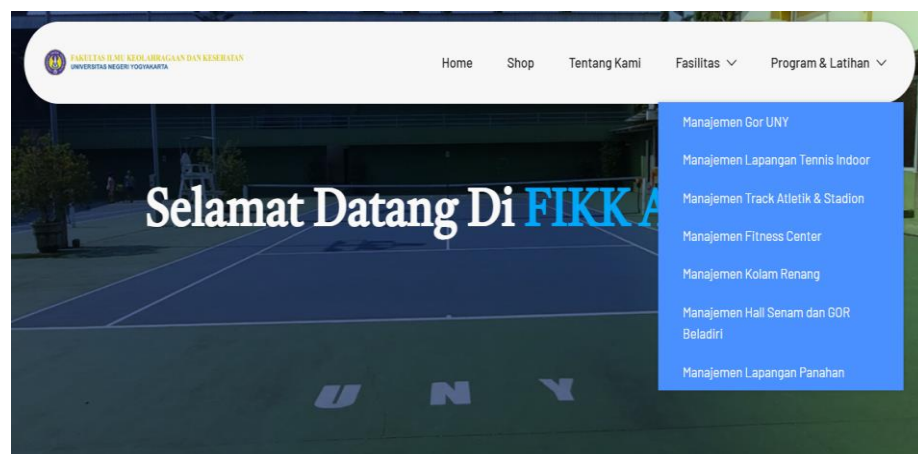 FAKULTAS ILMU KEOLAHRAGAAN DAN KESEHATAN
UNIVERSITAS NEGERI YOGYAKARTA
Home
Shop
Tentang Kami
Fasilitas
Program & Latihan
Manajemen Gor UNY
Manajemen Lapangan Tennis Indoor
Manajemen Track Atletik & Stadion
Manajemen Fitness Center
Manajemen Kolam Renang
Manajemen Hall Senam dan GOR
Beladiri
Manajemen Lapangan Panahan
Selamat Datang Di FIKK A
UNY